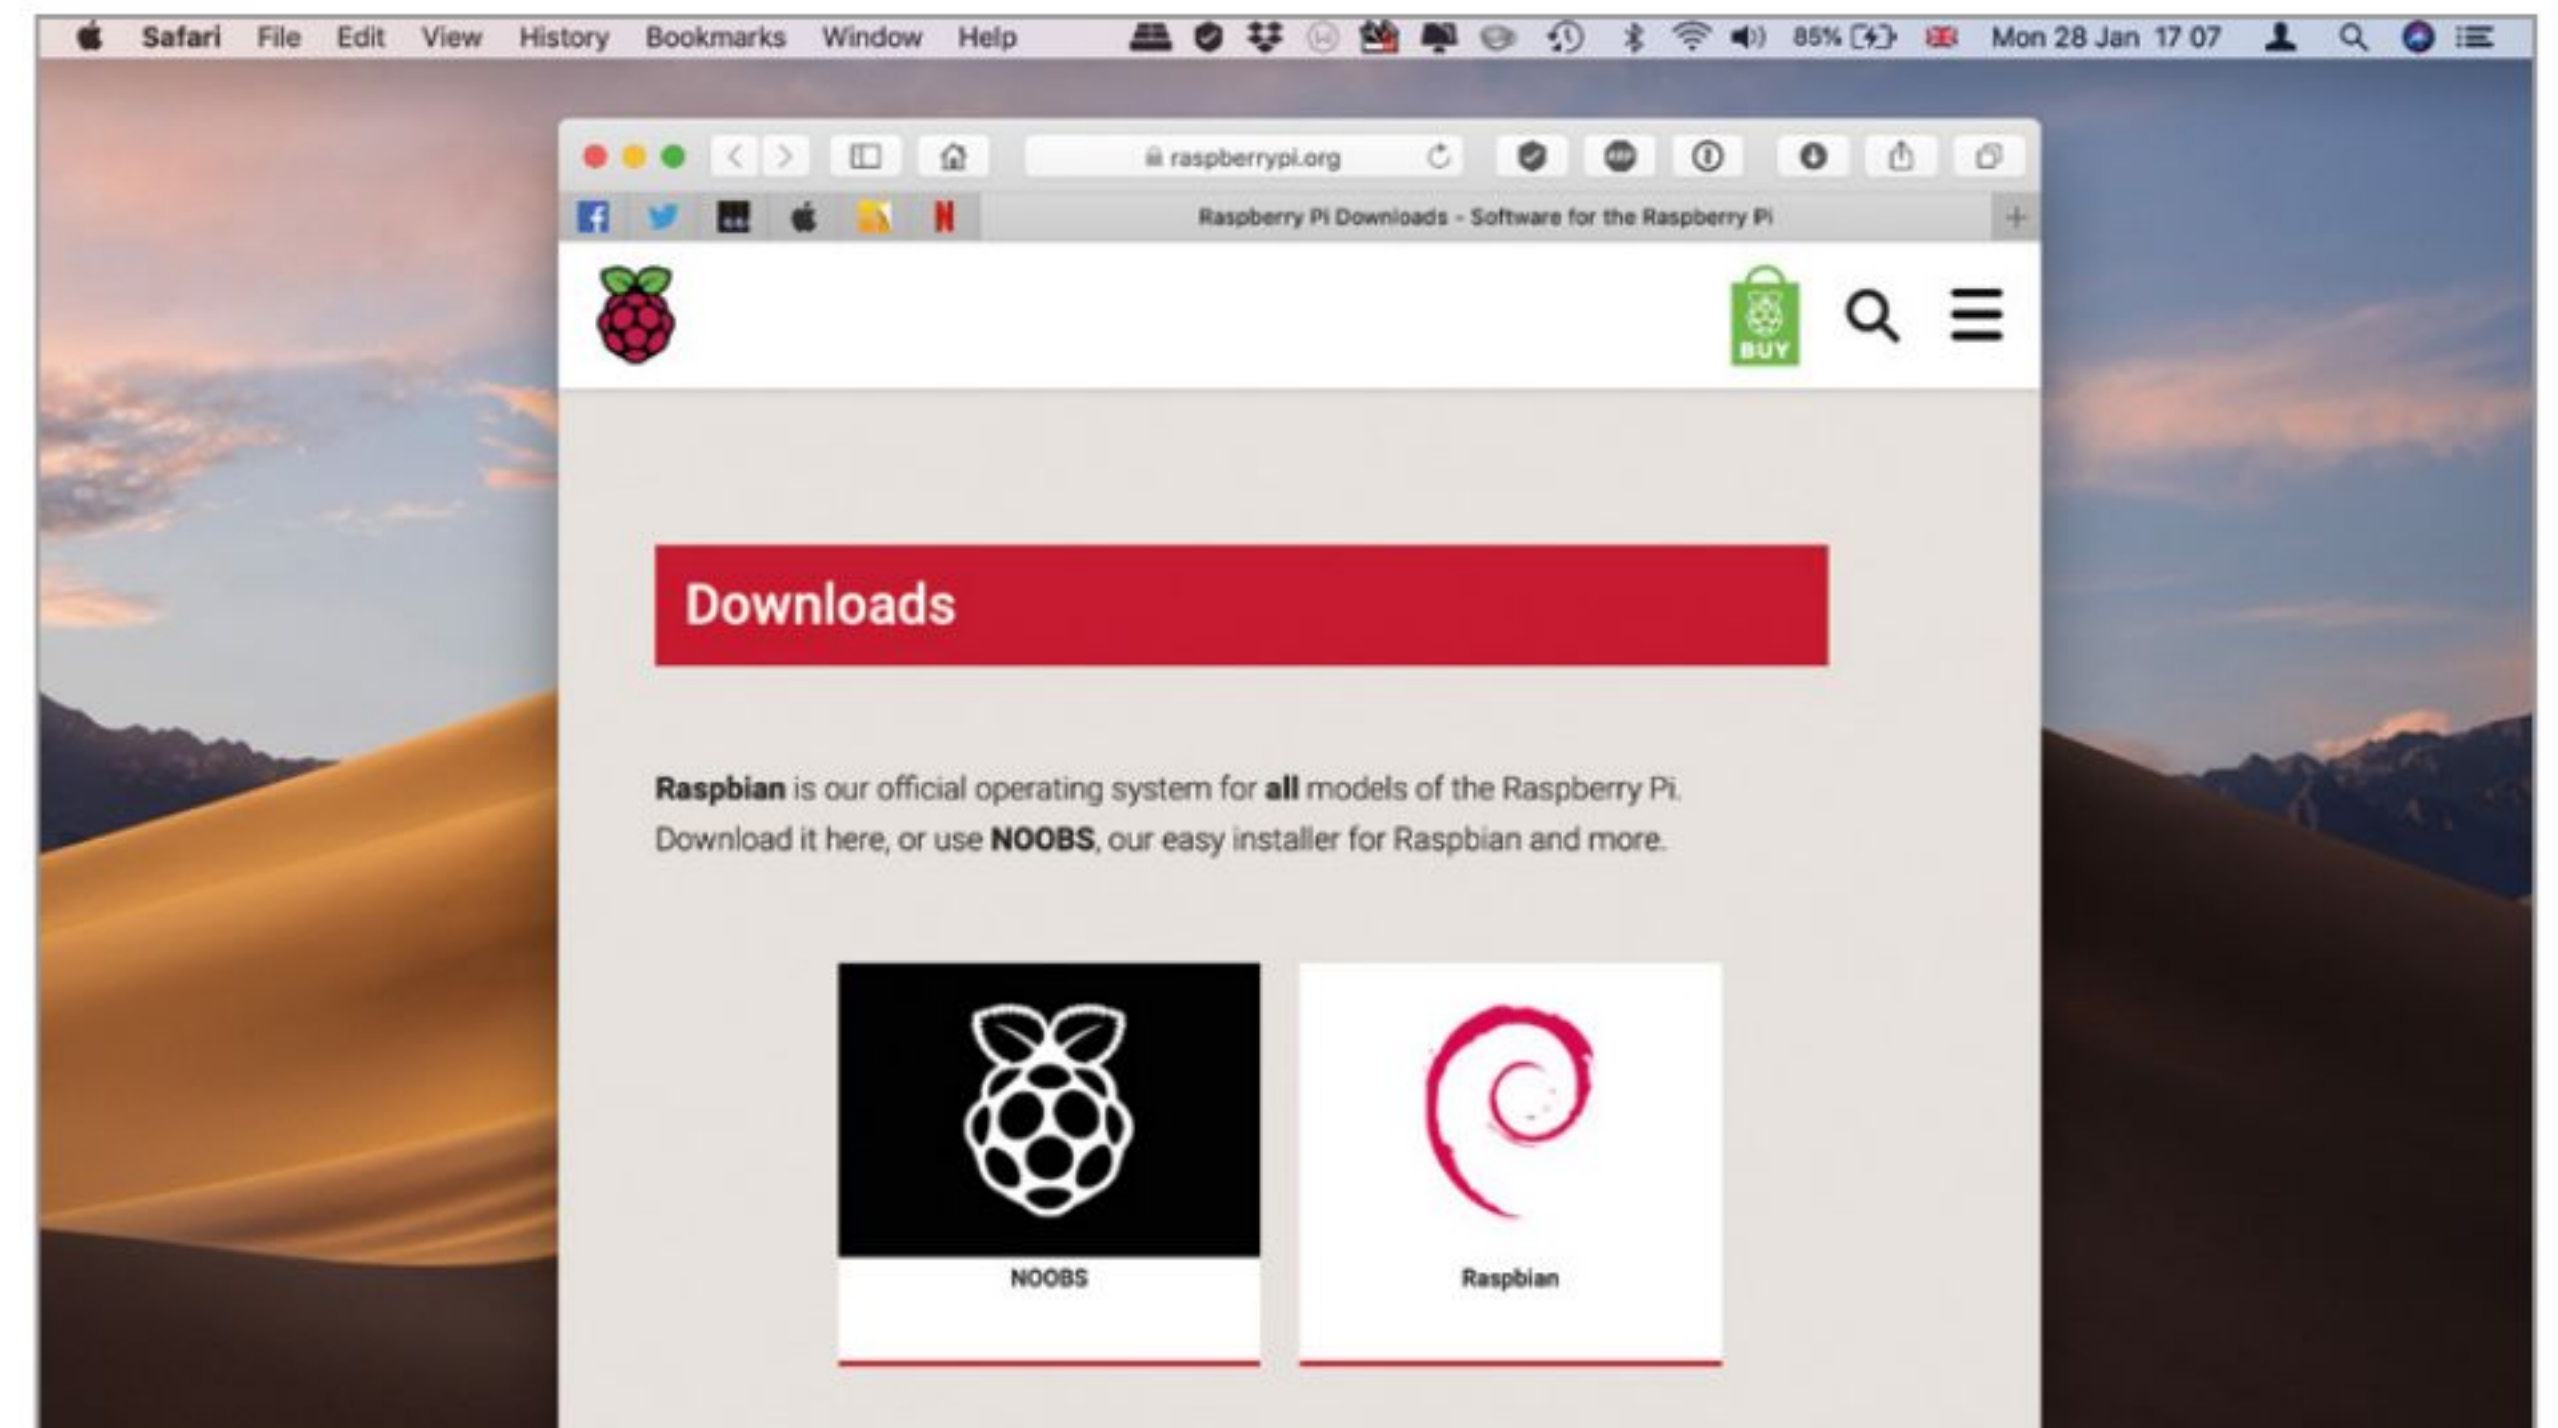 Safari File Edit View History Bookmarks Window Help 85% Mon 28 Jan 17 07
raspberrypi.org
Raspberry Pi Downloads - Software for the Raspberry Pi
BUY
Downloads
Raspbian is our official operating system for all models of the Raspberry Pi.
Download it here, or use NOOBS, our easy installer for Raspbian and more.
NOOBS Raspbian